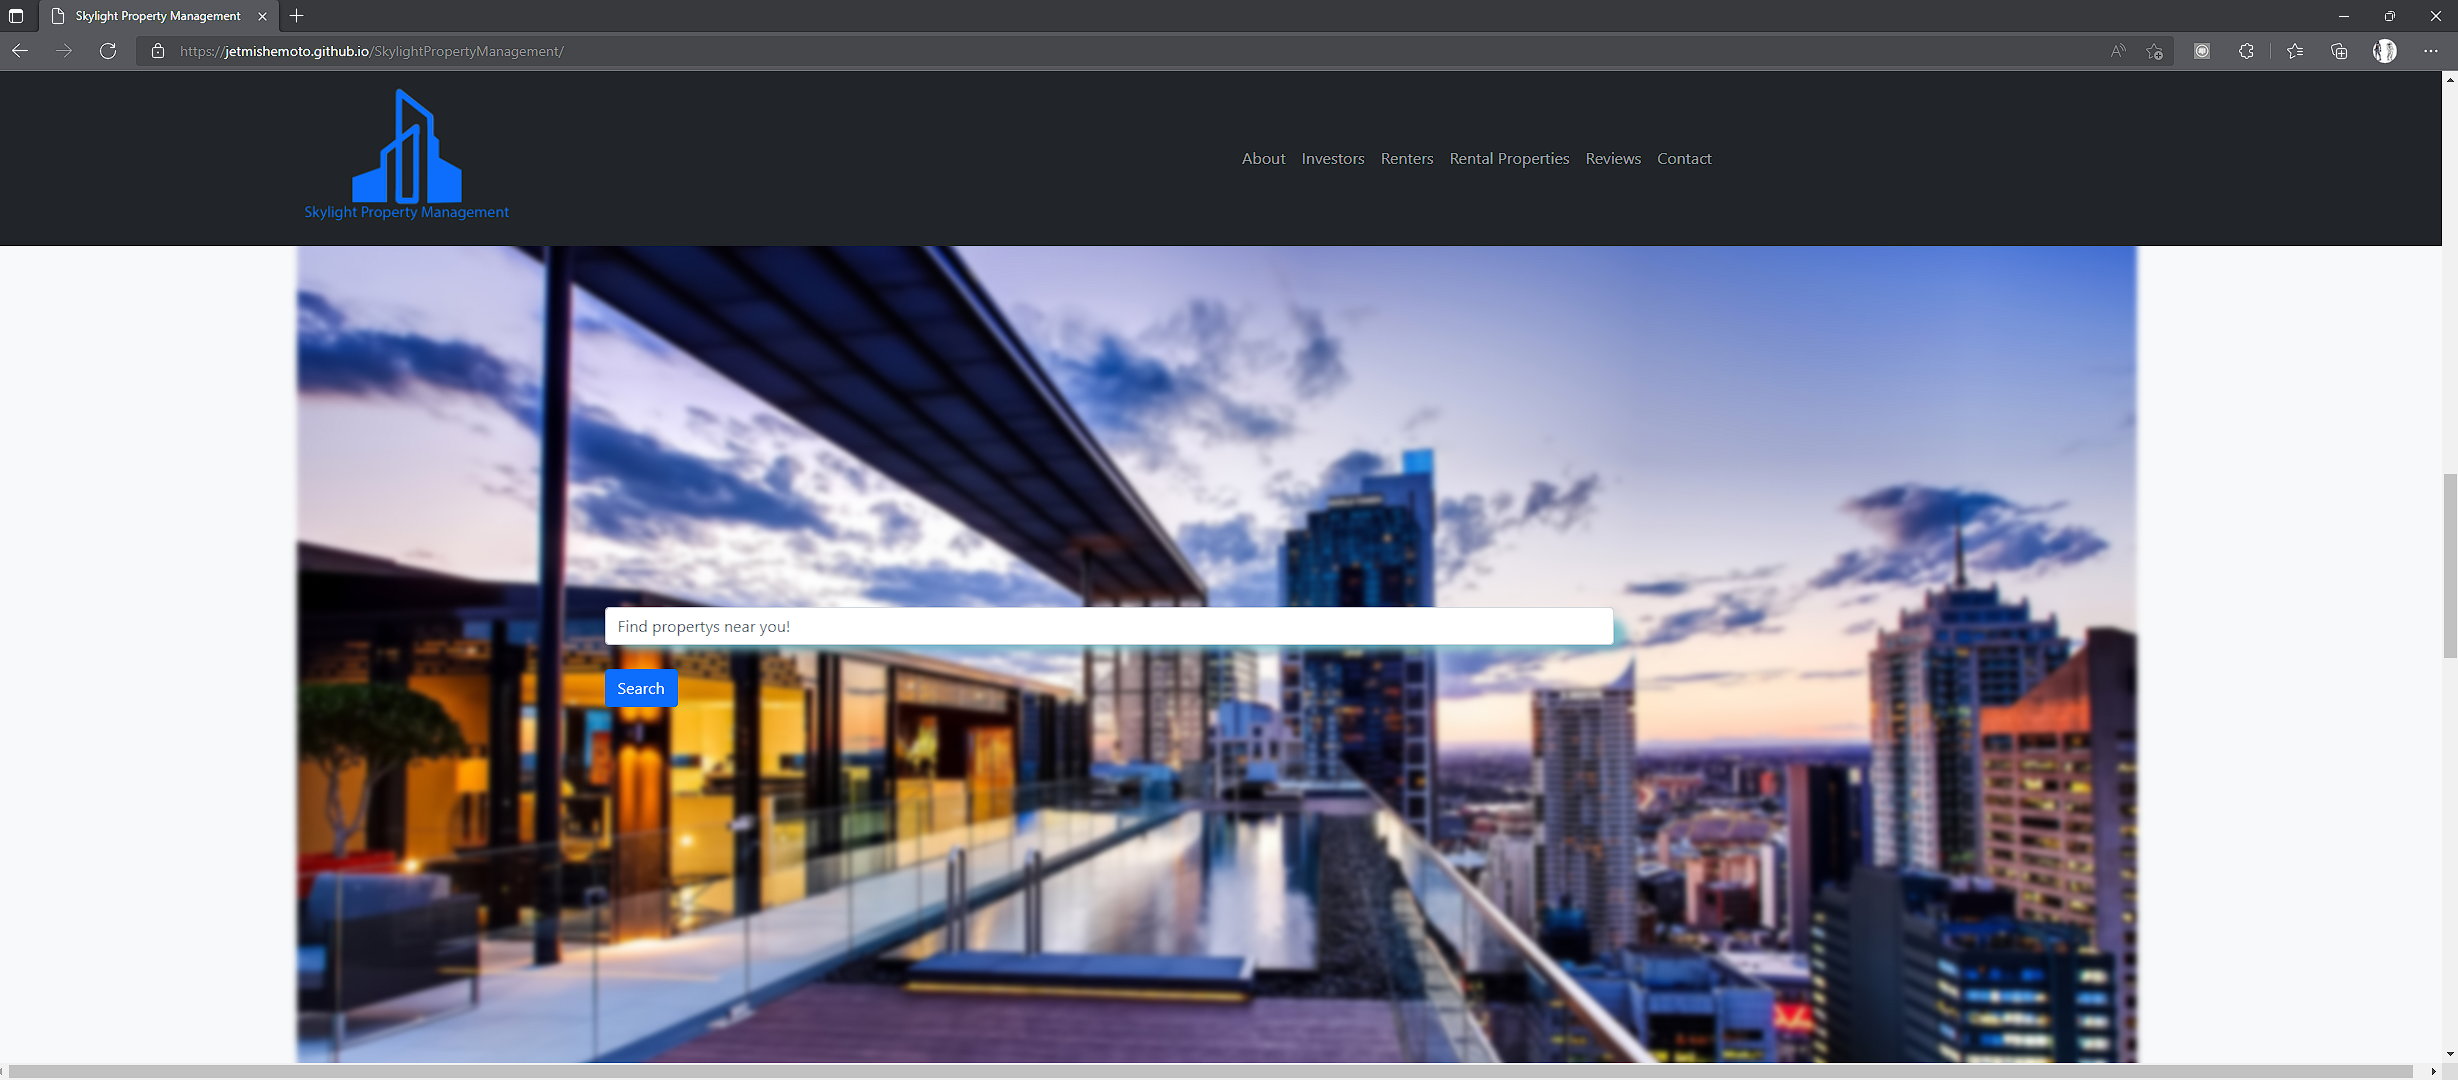 Skylight Property Management
https://jetmishemoto.github.io/SkylightPropertyManagement/
Skylight Property Management
About Investors Renters Rental Properties Reviews Contact
Find propertys near you!
Search